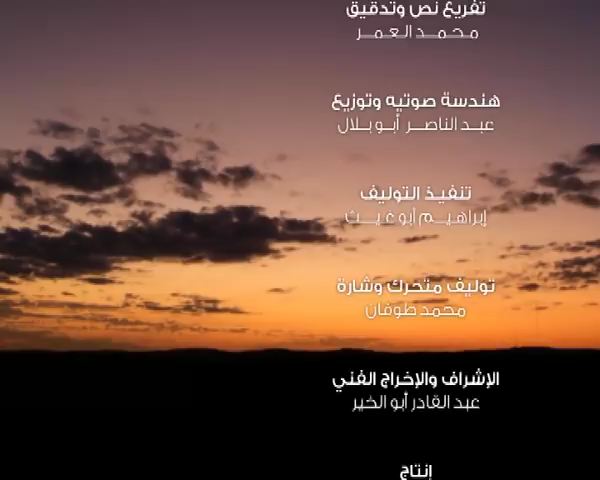 تفريغ نص وتدقيق
محمد العمر
هندسة صوتيه وتوزيع
عبد الناصر أبو بلال
تنفيذ التوليف
إبراهيم أبو غيث
توليف متحرك وشارة
محمد طوفان
الإشراف والإخراج الفني
عبد القادر أبو الخير
إنتاج